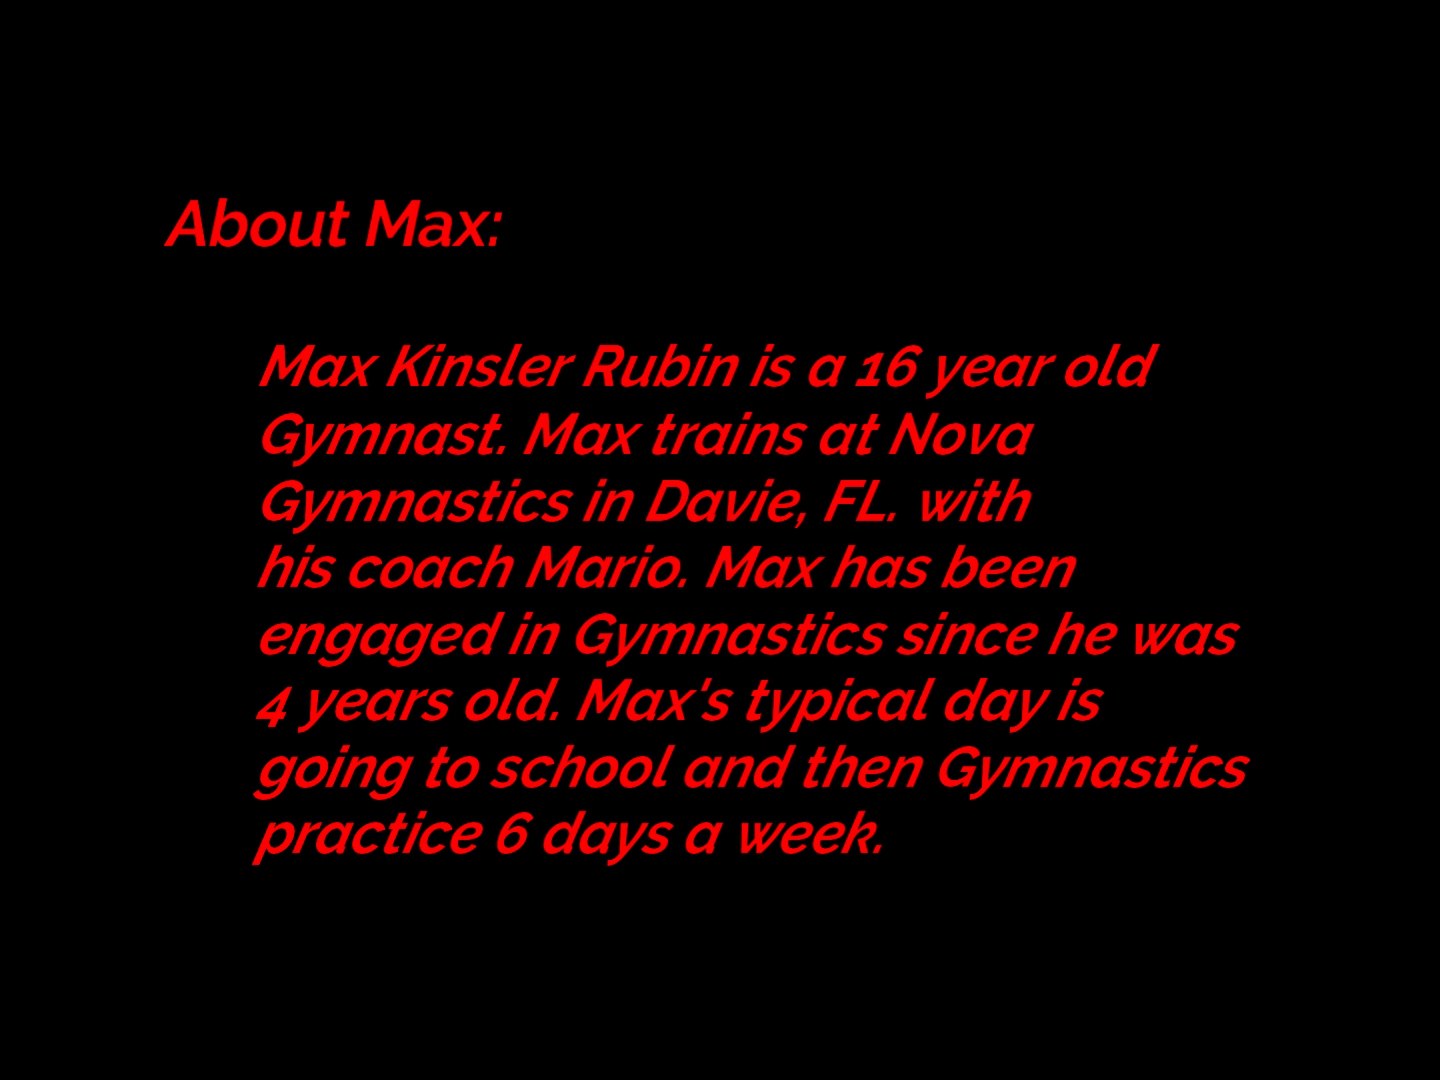 About Max:
Max Kinsler Rubin is a 16 year old
Gymnast. Max trains at Nova
Gymnastics in Davie, FL. with
his coach Mario. Max has been
engaged in Gymnastics since he was
4 years old. Max's typical day is
going to school and then Gymnastics
practice 6 days a week.